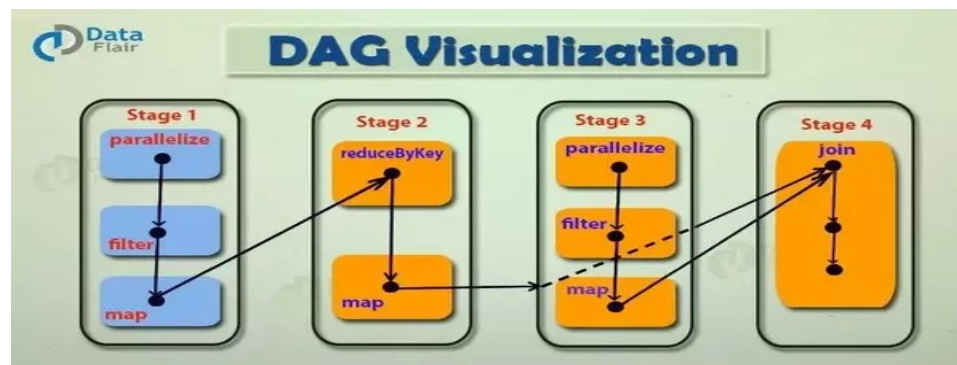 Data
Flair
DAG Visualization
Stage 1
parallelize
filter
map
Stage 2
reduceByKey
map
Stage 3
parallelize
filter
map
Stage 4
join